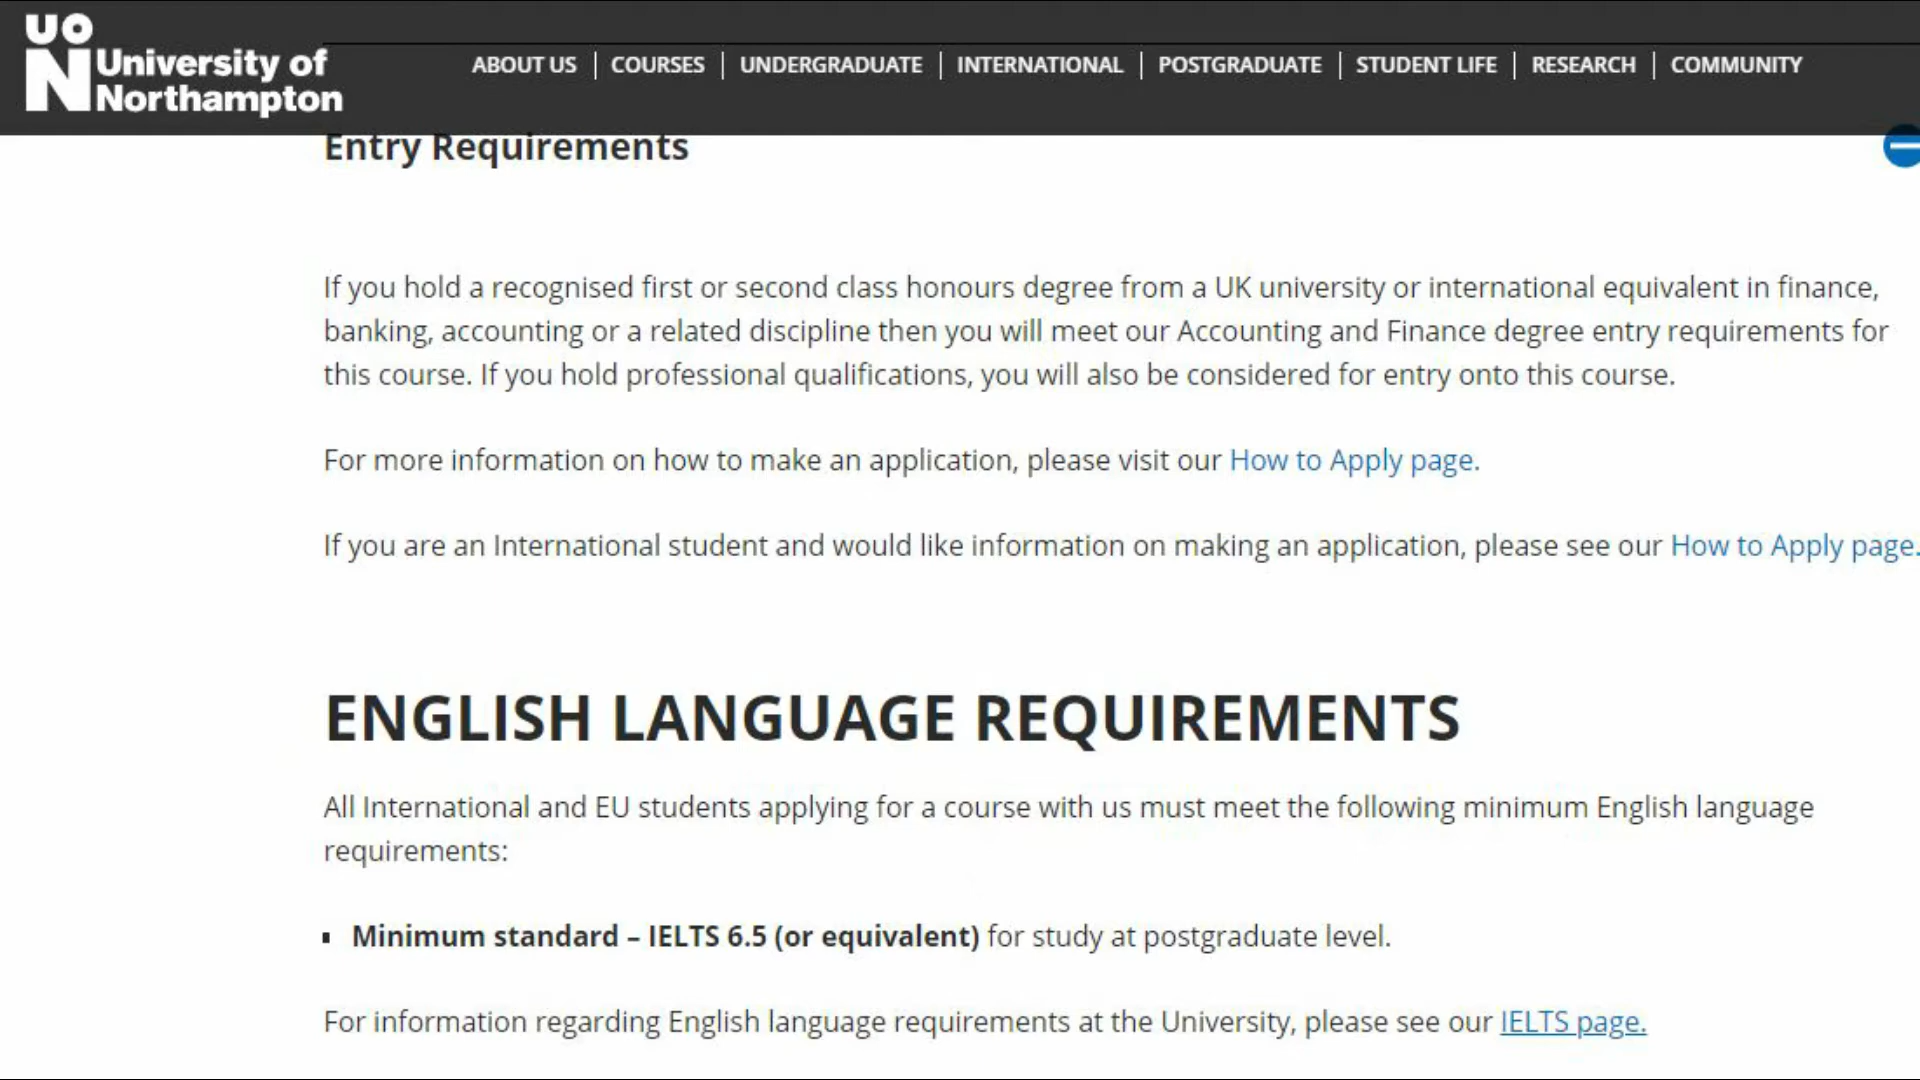 UO
N University of
Northampton
ABOUT US | COURSES | UNDERGRADUATE | INTERNATIONAL | POSTGRADUATE | STUDENT LIFE | RESEARCH | COMMUNITY
Entry Requirements
If you hold a recognised first or second class honours degree from a UK university or international equivalent in finance,
banking, accounting or a related discipline then you will meet our Accounting and Finance degree entry requirements for
this course. If you hold professional qualifications, you will also be considered for entry onto this course.
For more information on how to make an application, please visit our How to Apply page.
If you are an International student and would like information on making an application, please see our How to Apply page.
ENGLISH LANGUAGE REQUIREMENTS
All International and EU students applying for a course with us must meet the following minimum English language
requirements:
▪ Minimum standard – IELTS 6.5 (or equivalent) for study at postgraduate level.
For information regarding English language requirements at the University, please see our IELTS page.